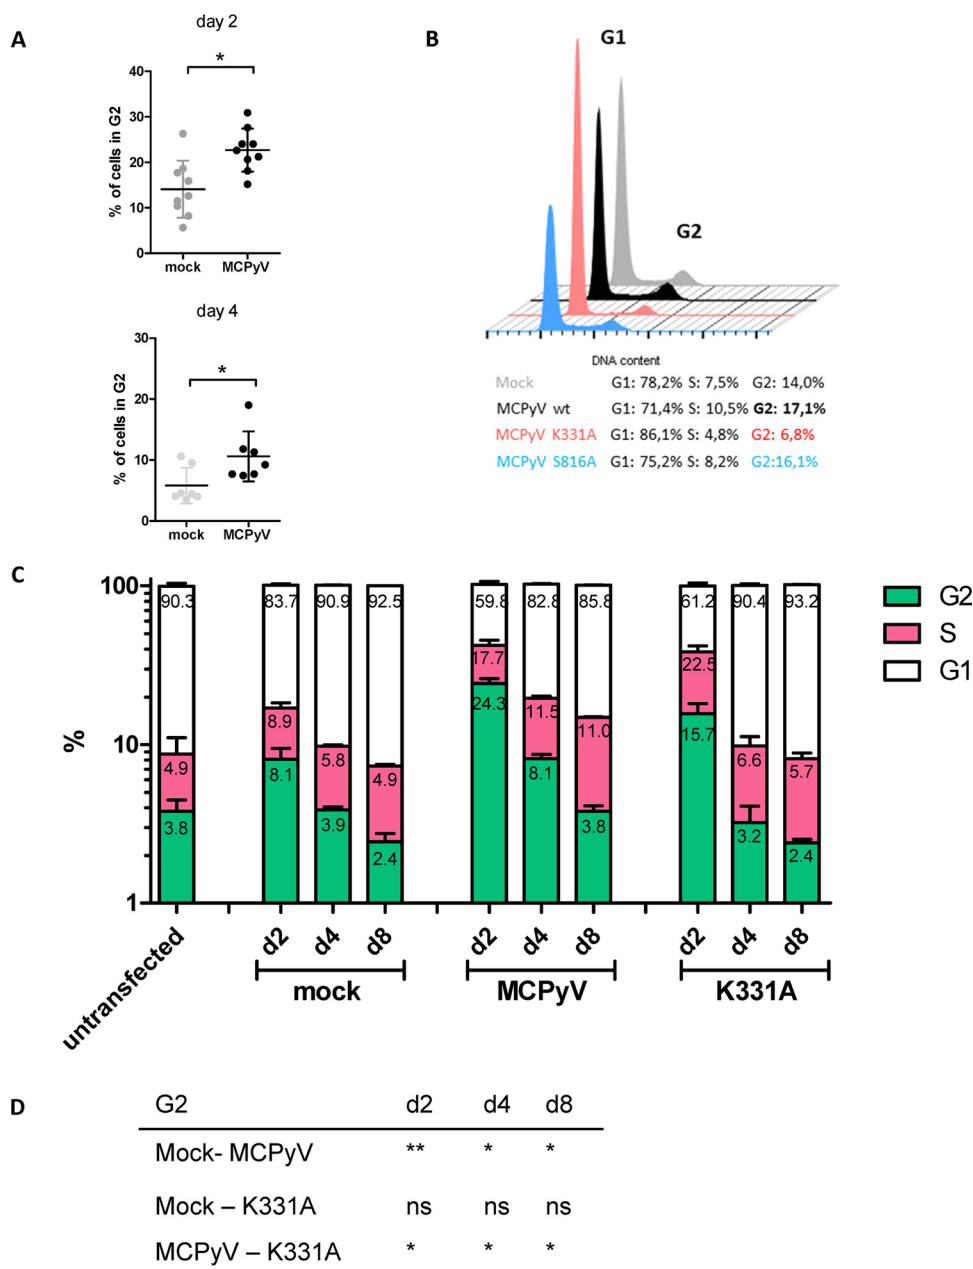 A
day 2
*
% of cells in G2
40
30
20
10
0
mock
MCPyV
day 4
*
% of cells in G2
30
20
10
0
mock
MCPyV
B
G1
G2
DNA content
Mock G1: 78,2% S: 7,5% G2: 14,0%
MCPyV wt G1: 71,4% S: 10,5% G2: 17,1%
MCPyV K331A G1: 86,1% S: 4,8% G2: 6,8%
MCPyV S816A G1: 75,2% S: 8,2% G2:16,1%
C
%
100
10
1
90.3
4.9
3.8
83.7
8.9
8.1
90.9
5.8
3.9
92.5
4.9
2.4
59.8
17.7
24.3
82.8
11.5
8.1
85.8
11.0
3.8
61.2
22.5
15.7
90.4
6.6
3.2
93.2
5.7
2.4
G2
S
G1
untransfected
d2 d4 d8
mock
d2 d4 d8
MCPyV
d2 d4 d8
K331A
D
G2 d2 d4 d8
Mock- MCPyV ** * *
Mock – K331A ns ns ns
MCPyV – K331A * * *